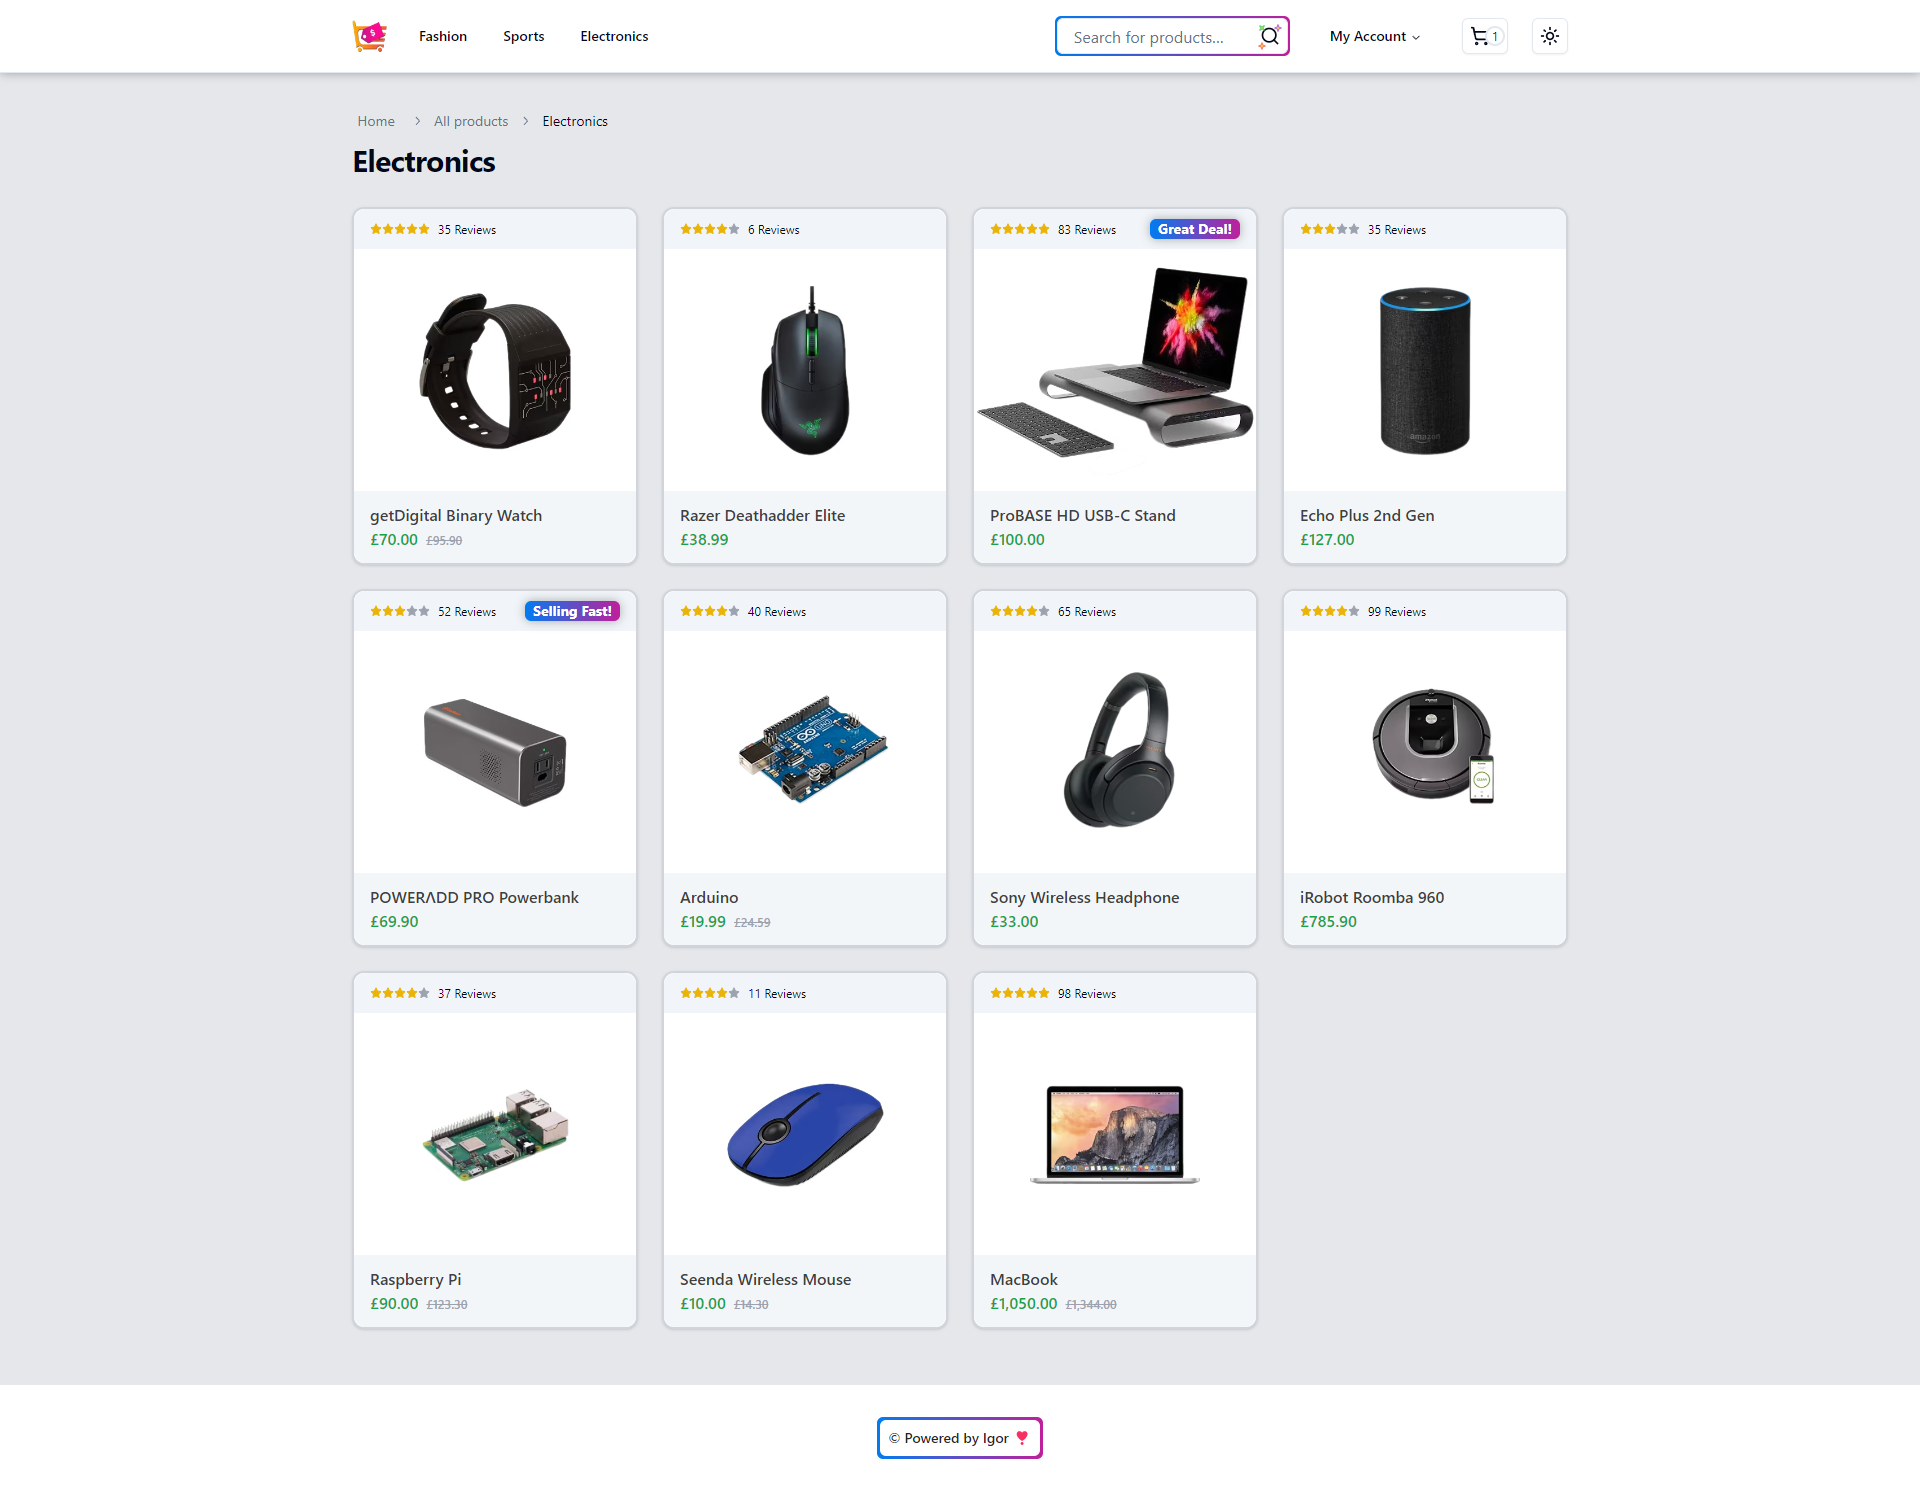 Fashion Sports Electronics Search for products... My Account 1
Home > All products > Electronics
Electronics
35 Reviews
getDigital Binary Watch
£70.00 £95.90
6 Reviews
Razer Deathadder Elite
£38.99
83 Reviews Great Deal!
ProBASE HD USB-C Stand
£100.00
35 Reviews
amazon
Echo Plus 2nd Gen
£127.00
52 Reviews Selling Fast!
POWERΛDD PRO Powerbank
£69.90
40 Reviews
UNO
Arduino
£19.99 £24.59
65 Reviews
Sony Wireless Headphone
£33.00
99 Reviews
iRobot Roomba 960
£785.90
37 Reviews
Raspberry Pi
£90.00 £123.30
11 Reviews
Seenda Wireless Mouse
£10.00 £14.30
98 Reviews
MacBook
£1,050.00 £1,344.00
© Powered by Igor